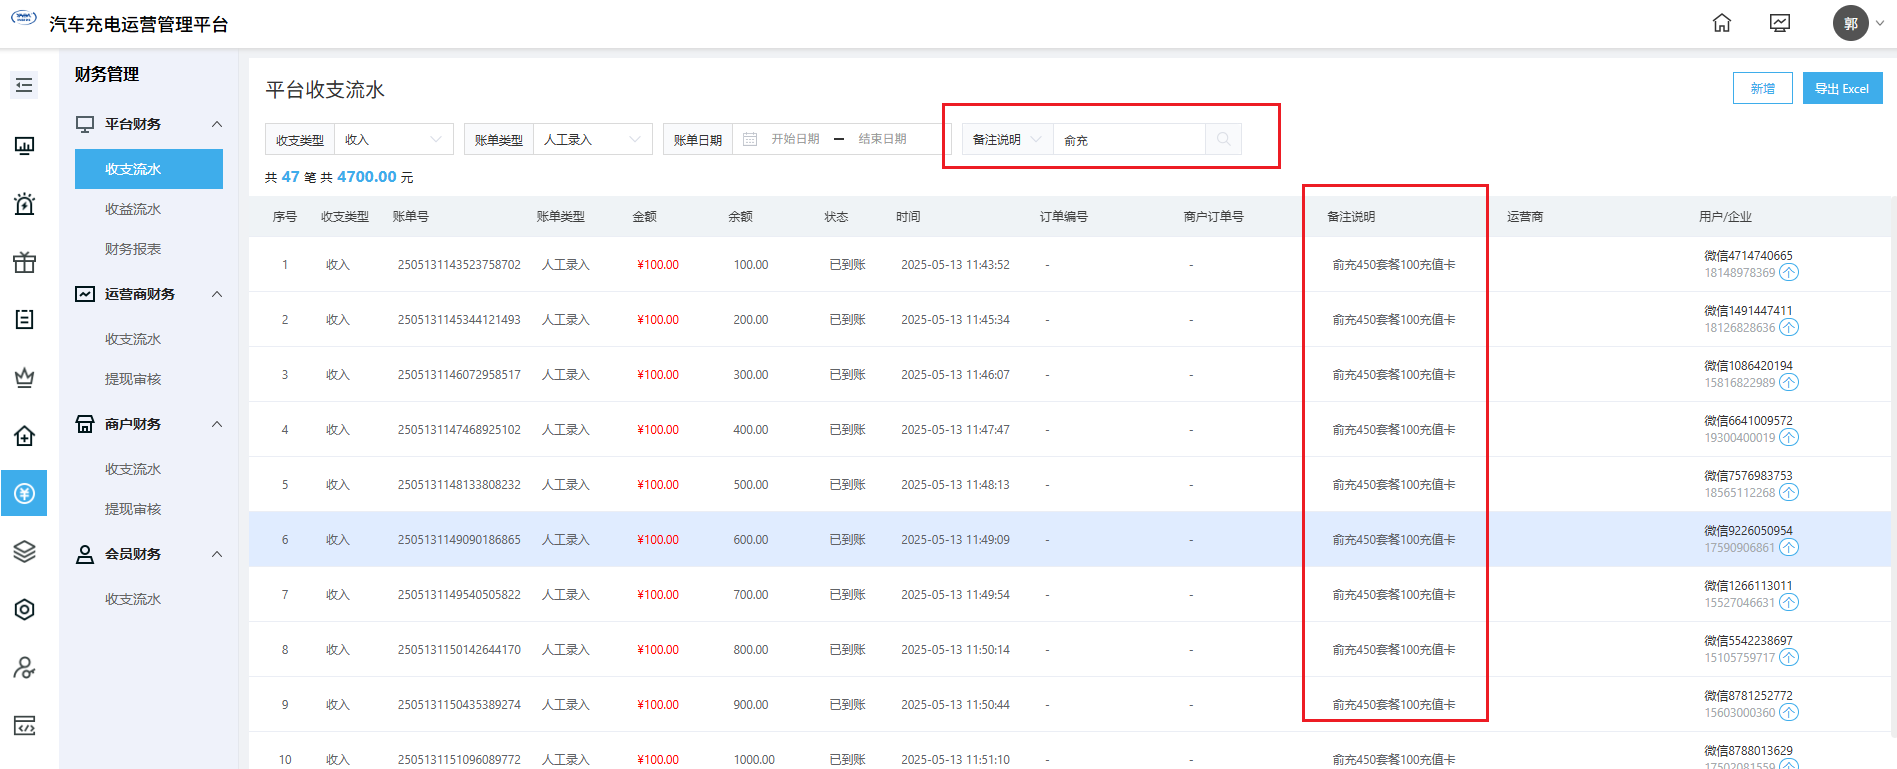 汽车充电运营管理平台
郭
财务管理
平台财务
收支流水
收益流水
财务报表
运营商财务
收支流水
提现审核
商户财务
收支流水
提现审核
会员财务
收支流水
平台收支流水
新增
导出 Excel
收支类型 收入 账单类型 人工录入 账单日期 开始日期 — 结束日期 备注说明 俞充
共 47 笔 共 4700.00 元
序号 收支类型 账单号 账单类型 金额 余额 状态 时间 订单编号 商户订单号 备注说明 运营商 用户/企业
1 收入 2505131143523758702 人工录入 ¥100.00 100.00 已到账 2025-05-13 11:43:52 - - 俞充450套餐100充值卡 微信4714740665
18148978369 个
2 收入 2505131145344121493 人工录入 ¥100.00 200.00 已到账 2025-05-13 11:45:34 - - 俞充450套餐100充值卡 微信1491447411
18126828636 个
3 收入 2505131146072958517 人工录入 ¥100.00 300.00 已到账 2025-05-13 11:46:07 - - 俞充450套餐100充值卡 微信1086420194
15816822989 个
4 收入 2505131147468925102 人工录入 ¥100.00 400.00 已到账 2025-05-13 11:47:47 - - 俞充450套餐100充值卡 微信6641009572
19300400019 个
5 收入 2505131148133808232 人工录入 ¥100.00 500.00 已到账 2025-05-13 11:48:13 - - 俞充450套餐100充值卡 微信7576983753
18565112268 个
6 收入 2505131149090186865 人工录入 ¥100.00 600.00 已到账 2025-05-13 11:49:09 - - 俞充450套餐100充值卡 微信9226050954
17590906861 个
7 收入 2505131149540505822 人工录入 ¥100.00 700.00 已到账 2025-05-13 11:49:54 - - 俞充450套餐100充值卡 微信1266113011
15527046631 个
8 收入 2505131150142644170 人工录入 ¥100.00 800.00 已到账 2025-05-13 11:50:14 - - 俞充450套餐100充值卡 微信5542238697
15105759717 个
9 收入 2505131150435389274 人工录入 ¥100.00 900.00 已到账 2025-05-13 11:50:44 - - 俞充450套餐100充值卡 微信8781252772
15603000360 个
10 收入 2505131151096089772 人工录入 ¥100.00 1000.00 已到账 2025-05-13 11:51:10 - - 俞充450套餐100充值卡 微信8788013629
17502081559 个